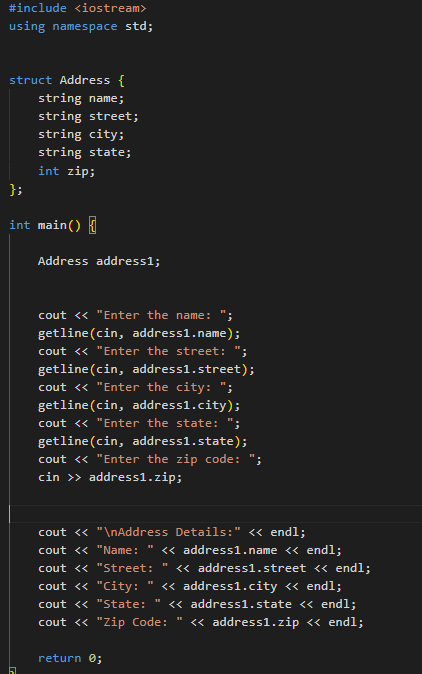 #include <iostream>
using namespace std;
struct Address {
    string name;
    string street;
    string city;
    string state;
    int zip;
};
int main() {
    Address address1;
    cout << "Enter the name: ";
    getline(cin, address1.name);
    cout << "Enter the street: ";
    getline(cin, address1.street);
    cout << "Enter the city: ";
    getline(cin, address1.city);
    cout << "Enter the state: ";
    getline(cin, address1.state);
    cout << "Enter the zip code: ";
    cin >> address1.zip;
    cout << "\nAddress Details:" << endl;
    cout << "Name: " << address1.name << endl;
    cout << "Street: " << address1.street << endl;
    cout << "City: " << address1.city << endl;
    cout << "State: " << address1.state << endl;
    cout << "Zip Code: " << address1.zip << endl;
    return 0;
}